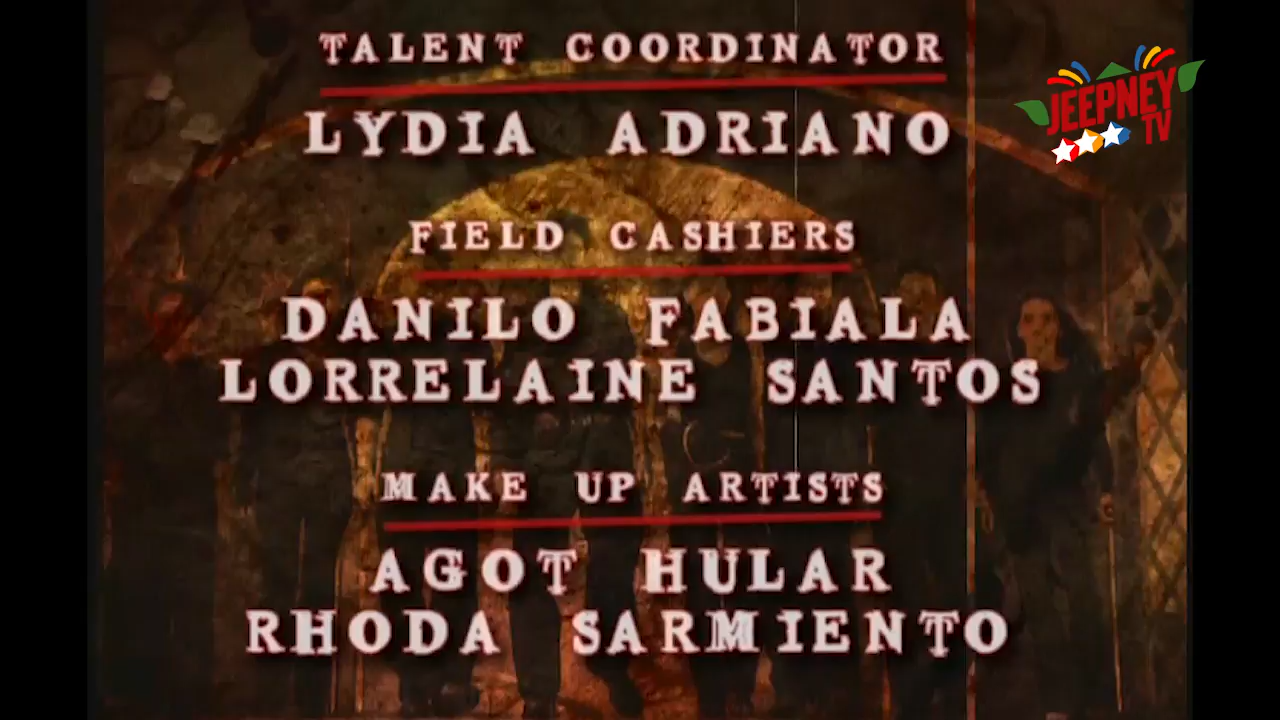 TALENT COORDINATOR
JEEPNEY
TV
LYDIA ADRIANO
FIELD CASHIERS
DANILO FABIALA
LORRELAINE SANTOS
MAKE UP ARTISTS
AGOT HULAR
RHODA SARMIENTO